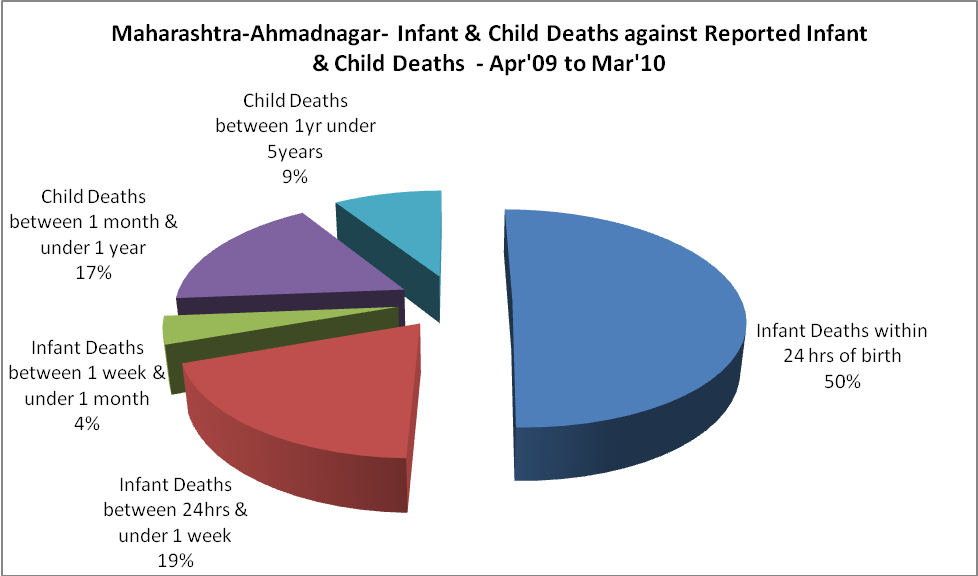 Maharashtra-Ahmadnagar- Infant & Child Deaths against Reported Infant
& Child Deaths - Apr'09 to Mar'10
Child Deaths
between 1yr under
5years
9%
Child Deaths
between 1 month &
under 1 year
17%
Infant Deaths
between 1 week &
under 1 month
4%
Infant Deaths
between 24hrs &
under 1 week
19%
Infant Deaths within
24 hrs of birth
50%